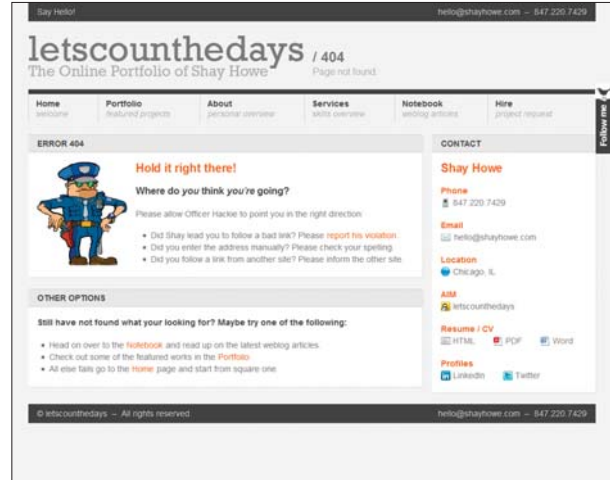 Say Hello!
hello@shayhowe.com – 847.220.7429
letscounthedays / 404
The Online Portfolio of Shay Howe
Page not found.
Home Portfolio About Services Notebook Hire
welcome featured projects personal overview skills overview weblog articles project request
Follow me
ERROR 404
Hold it right there!
Where do you think you're going?
Please allow Officer Hackie to point you in the right direction.
• Did Shay lead you to follow a bad link? Please report his violation.
• Did you enter the address manually? Please check your spelling.
• Did you follow a link from another site? Please inform the other site.
OTHER OPTIONS
Still have not found what your looking for? Maybe try one of the following:
• Head on over to the Notebook and read up on the latest weblog articles
• Check out some of the featured works in the Portfolio
• All else fails go to the Home page and start from square one
CONTACT
Shay Howe
Phone
847.220.7429
Email
hello@shayhowe.com
Location
Chicago, IL
AIM
letscounthedays
Resume / CV
HTML PDF Word
Profiles
LinkedIn Twitter
© letscounthedays – All rights reserved.
hello@shayhowe.com – 847.220.7429